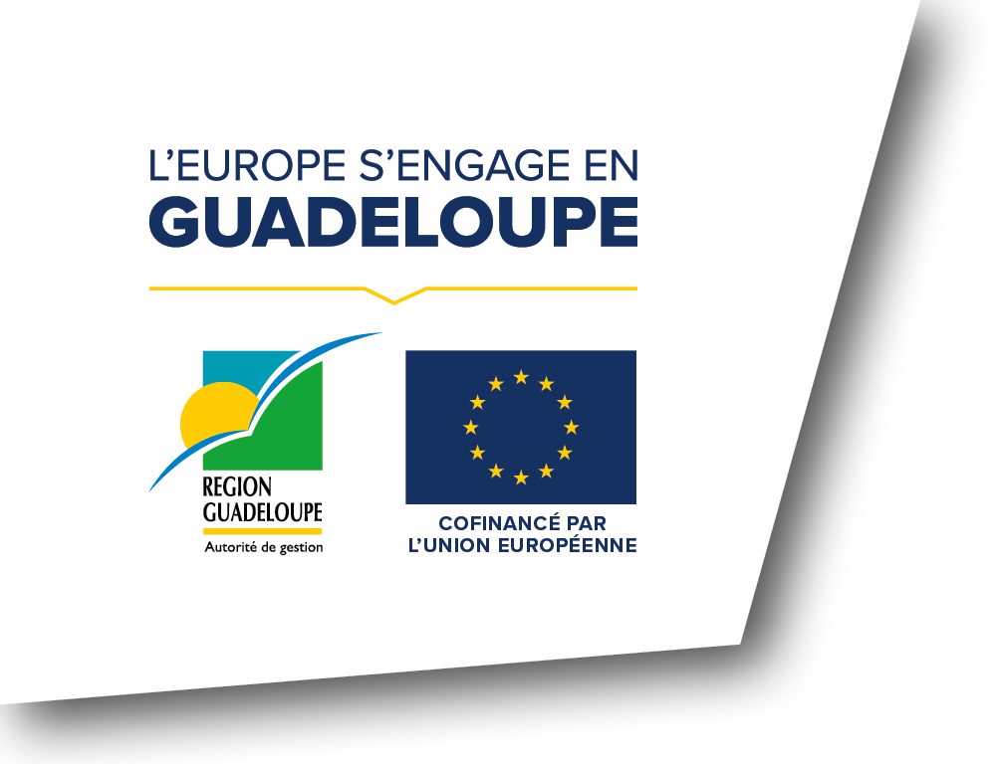 L'EUROPE S'ENGAGE EN
GUADELOUPE
REGION
GUADELOUPE
Autorité de gestion
COFINANCÉ PAR
L'UNION EUROPÉENNE